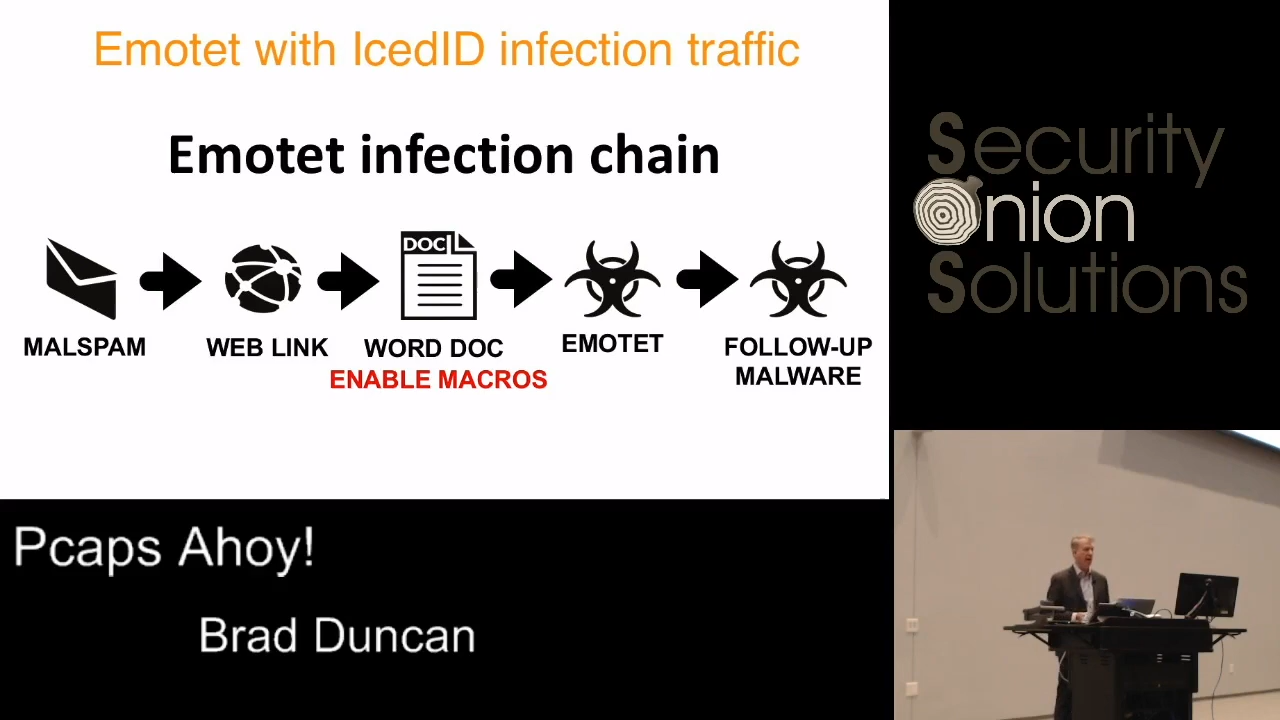 Emotet with IcedID infection traffic
Emotet infection chain
DOC
MALSPAM
WEB LINK
WORD DOC
ENABLE MACROS
EMOTET
FOLLOW-UP
MALWARE
Security
Onion
Solutions
Pcaps Ahoy!
Brad Duncan